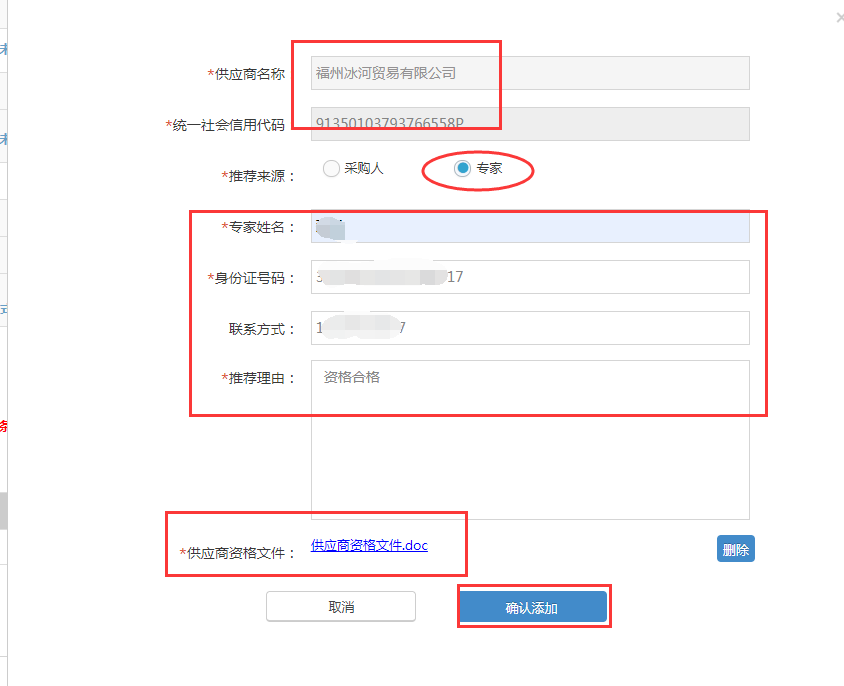 ×
*供应商名称 福州冰河贸易有限公司
*统一社会信用代码 91350103793766558P
*推荐来源： 采购人 专家
*专家姓名：
*身份证号码： 3 17
联系方式： 1 7
*推荐理由： 资格合格
*供应商资格文件： 供应商资格文件.doc 删除
取消 确认添加